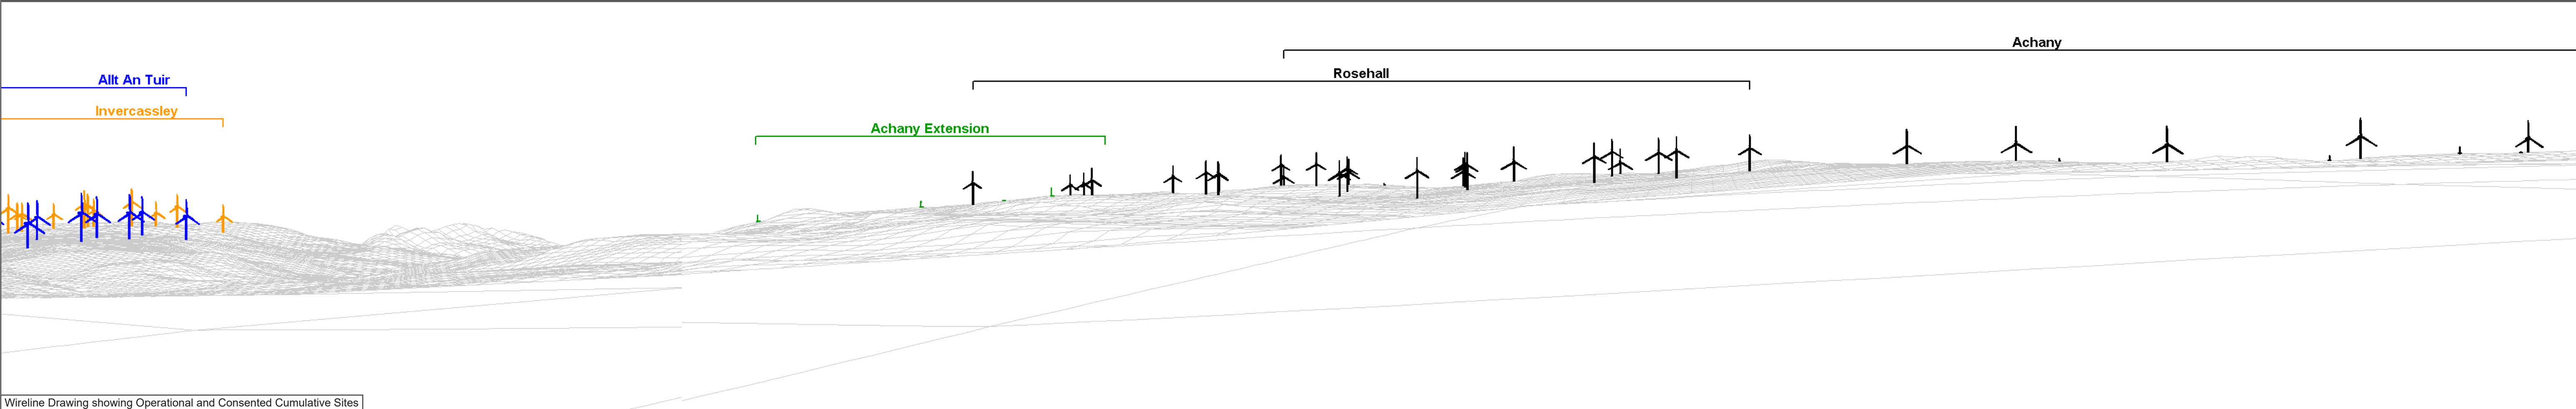 Achany
Rosehall
Allt An Tuir
Invercassley
Achany Extension
Wireline Drawing showing Operational and Consented Cumulative Sites